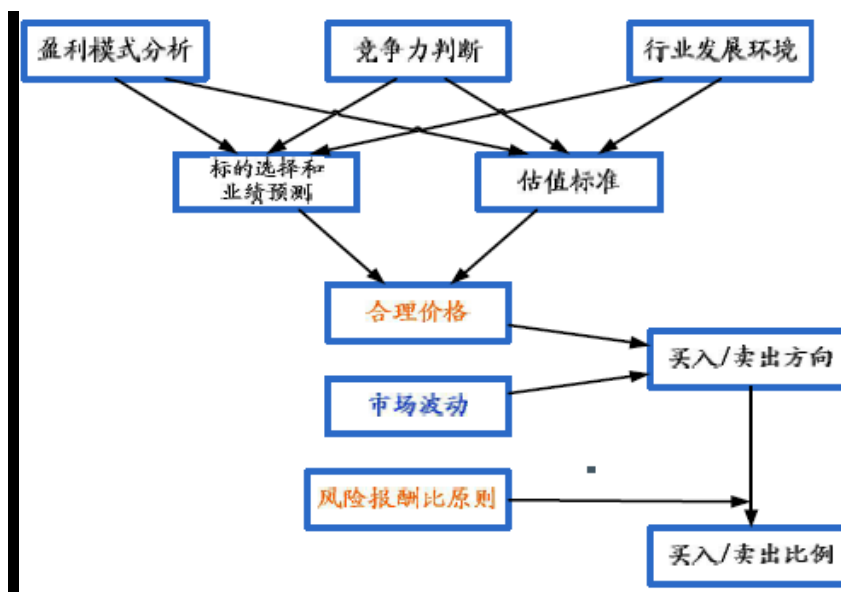 盈利模式分析
竞争力判断
行业发展环境
标的选择和
业绩预测
估值标准
合理价格
买入/卖出方向
市场波动
风险报酬比原则
买入/卖出比例